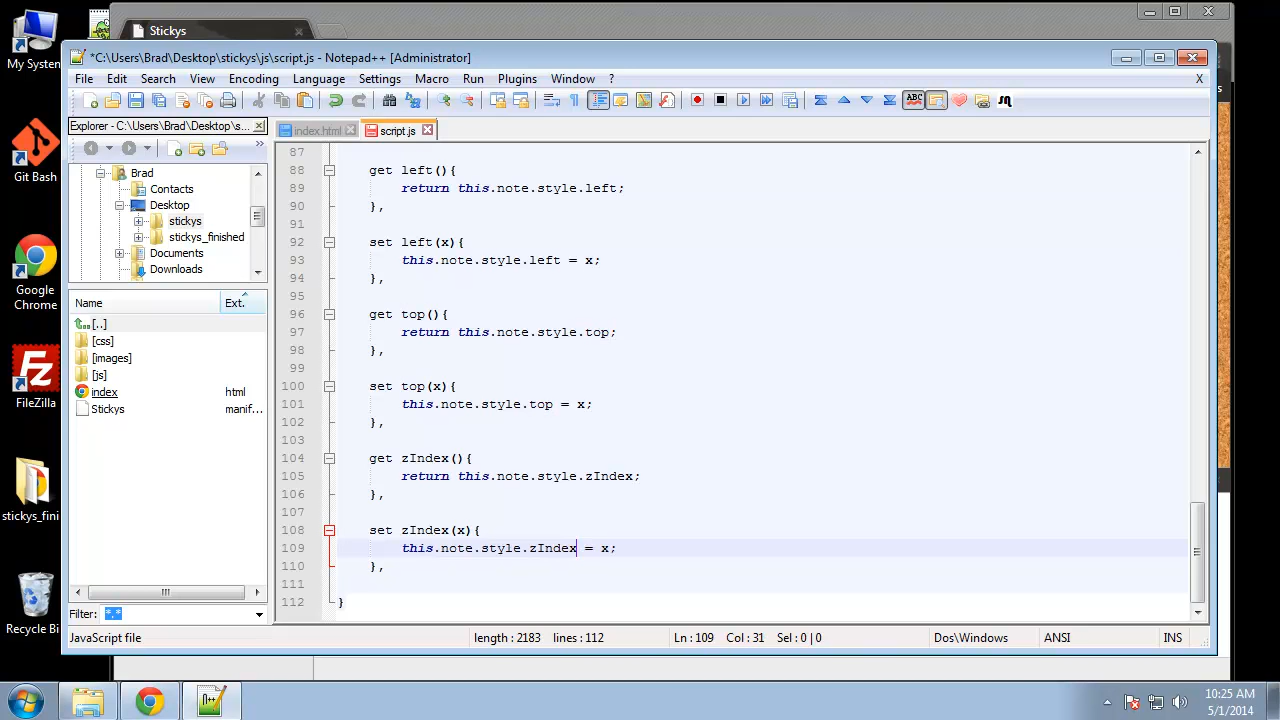 My System
Git Bash
Google
Chrome
FileZilla
stickys_fini
Recycle Bi
Stickys
*C:\Users\Brad\Desktop\stickys\js\script.js - Notepad++ [Administrator]
File Edit Search View Encoding Language Settings Macro Run Plugins Window ? X
Explorer - C:\Users\Brad\Desktop\s...
index.html script.js
Brad
Contacts
Desktop
stickys
stickys_finished
Documents
Downloads
Name Ext.
[..]
[css]
[images]
[js]
index html
Stickys manif...
Filter: *.*
87
88 get left(){
89 return this.note.style.left;
90 },
91
92 set left(x){
93 this.note.style.left = x;
94 },
95
96 get top(){
97 return this.note.style.top;
98 },
99
100 set top(x){
101 this.note.style.top = x;
102 },
103
104 get zIndex(){
105 return this.note.style.zIndex;
106 },
107
108 set zIndex(x){
109 this.note.style.zIndex = x;
110 },
111
112 }
JavaScript file length : 2183 lines : 112 Ln : 109 Col : 31 Sel : 0 | 0 Dos\Windows ANSI INS
10:25 AM
5/1/2014